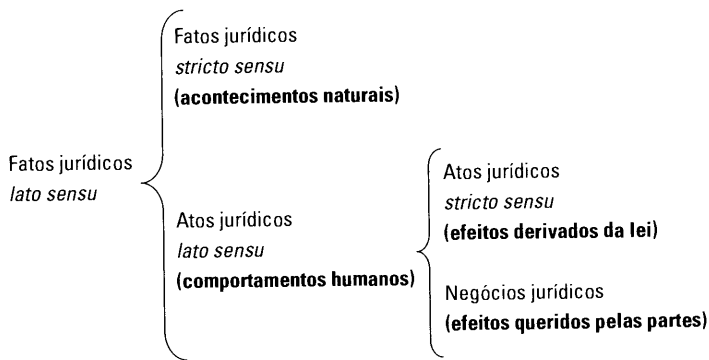 Fatos jurídicos
lato sensu
Fatos jurídicos
stricto sensu
(acontecimentos naturais)
Atos jurídicos
lato sensu
(comportamentos humanos)
Atos jurídicos
stricto sensu
(efeitos derivados da lei)
Negócios jurídicos
(efeitos queridos pelas partes)